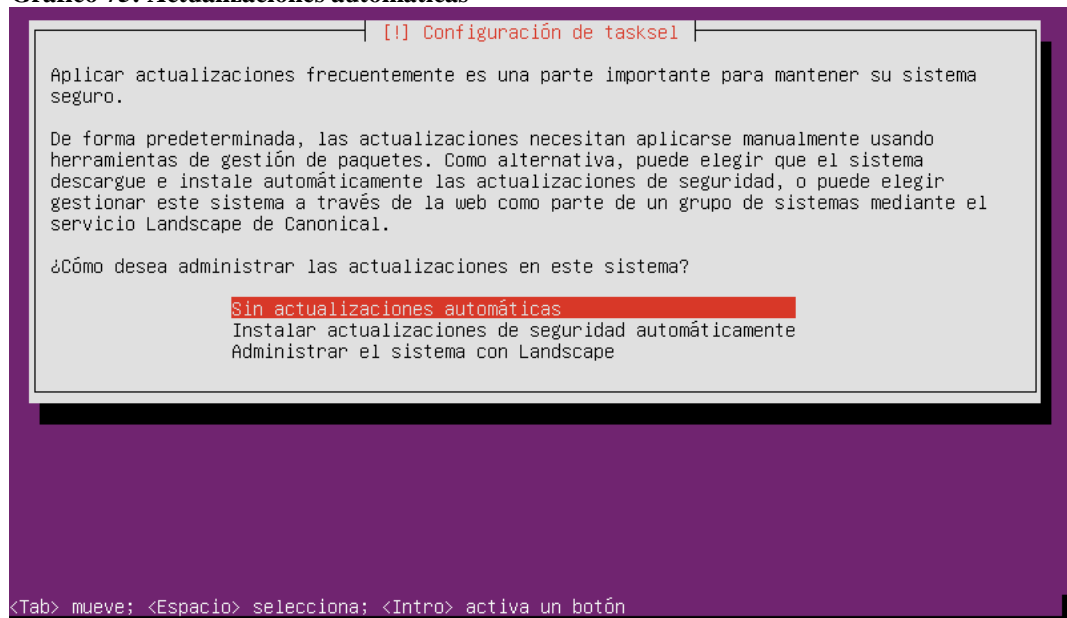 Gráfico 75: Actualizaciones automáticas
[!] Configuración de tasksel
Aplicar actualizaciones frecuentemente es una parte importante para mantener su sistema
seguro.
De forma predeterminada, las actualizaciones necesitan aplicarse manualmente usando
herramientas de gestión de paquetes. Como alternativa, puede elegir que el sistema
descargue e instale automáticamente las actualizaciones de seguridad, o puede elegir
gestionar este sistema a través de la web como parte de un grupo de sistemas mediante el
servicio Landscape de Canonical.
¿Cómo desea administrar las actualizaciones en este sistema?
Sin actualizaciones automáticas
Instalar actualizaciones de seguridad automáticamente
Administrar el sistema con Landscape
<Tab> mueve; <Espacio> selecciona; <Intro> activa un botón